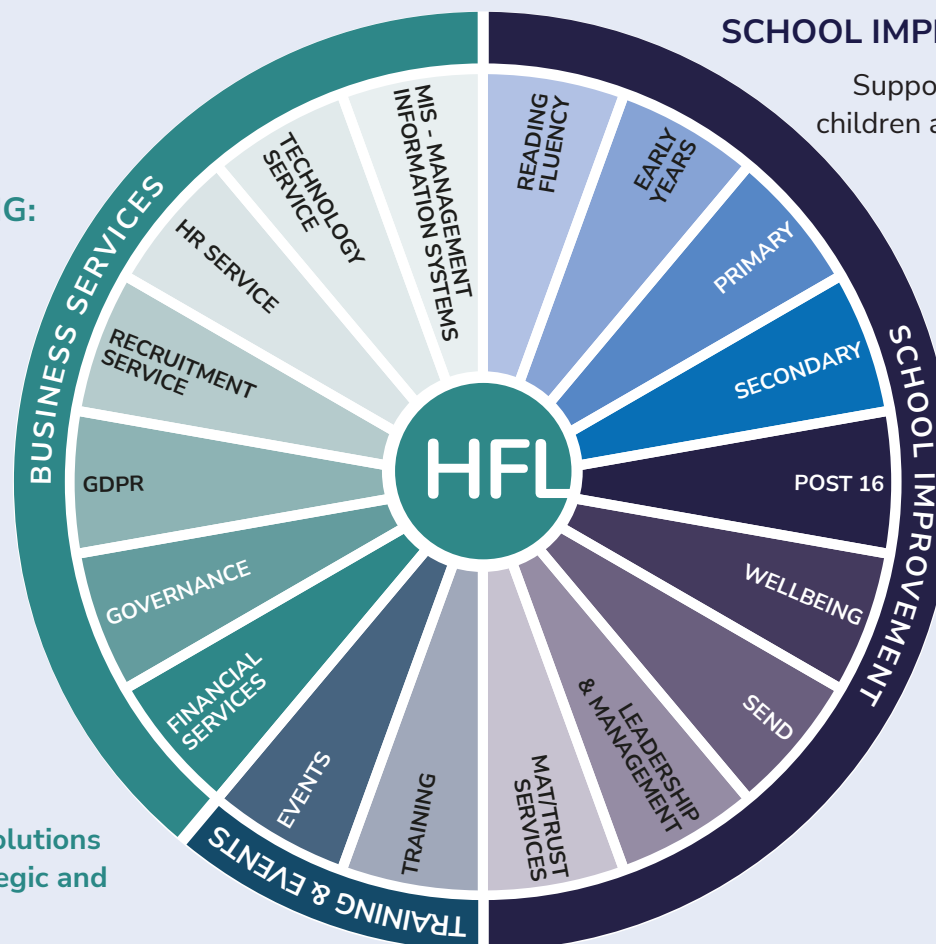 SCHOOL IMPR
Suppo
children a
G:
BUSINESS SERVICES
MIS - MANAGEMENT
INFORMATION SYSTEMS
TECHNOLOGY
SERVICE
HR SERVICE
RECRUITMENT
SERVICE
GDPR
GOVERNANCE
FINANCIAL
SERVICES
READING
FLUENCY
EARLY
YEARS
PRIMARY
SECONDARY
POST 16
WELLBEING
SEND
LEADERSHIP
& MANAGEMENT
MAT/TRUST
SERVICES
SCHOOL IMPROVEMENT
HFL
EVENTS
TRAINING
TRAINING & EVENTS
olutions
egic and